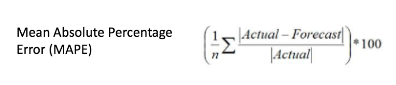 Mean Absolute Percentage
Error (MAPE)
(1/n Σ |Actual – Forecast| / |Actual|) * 100